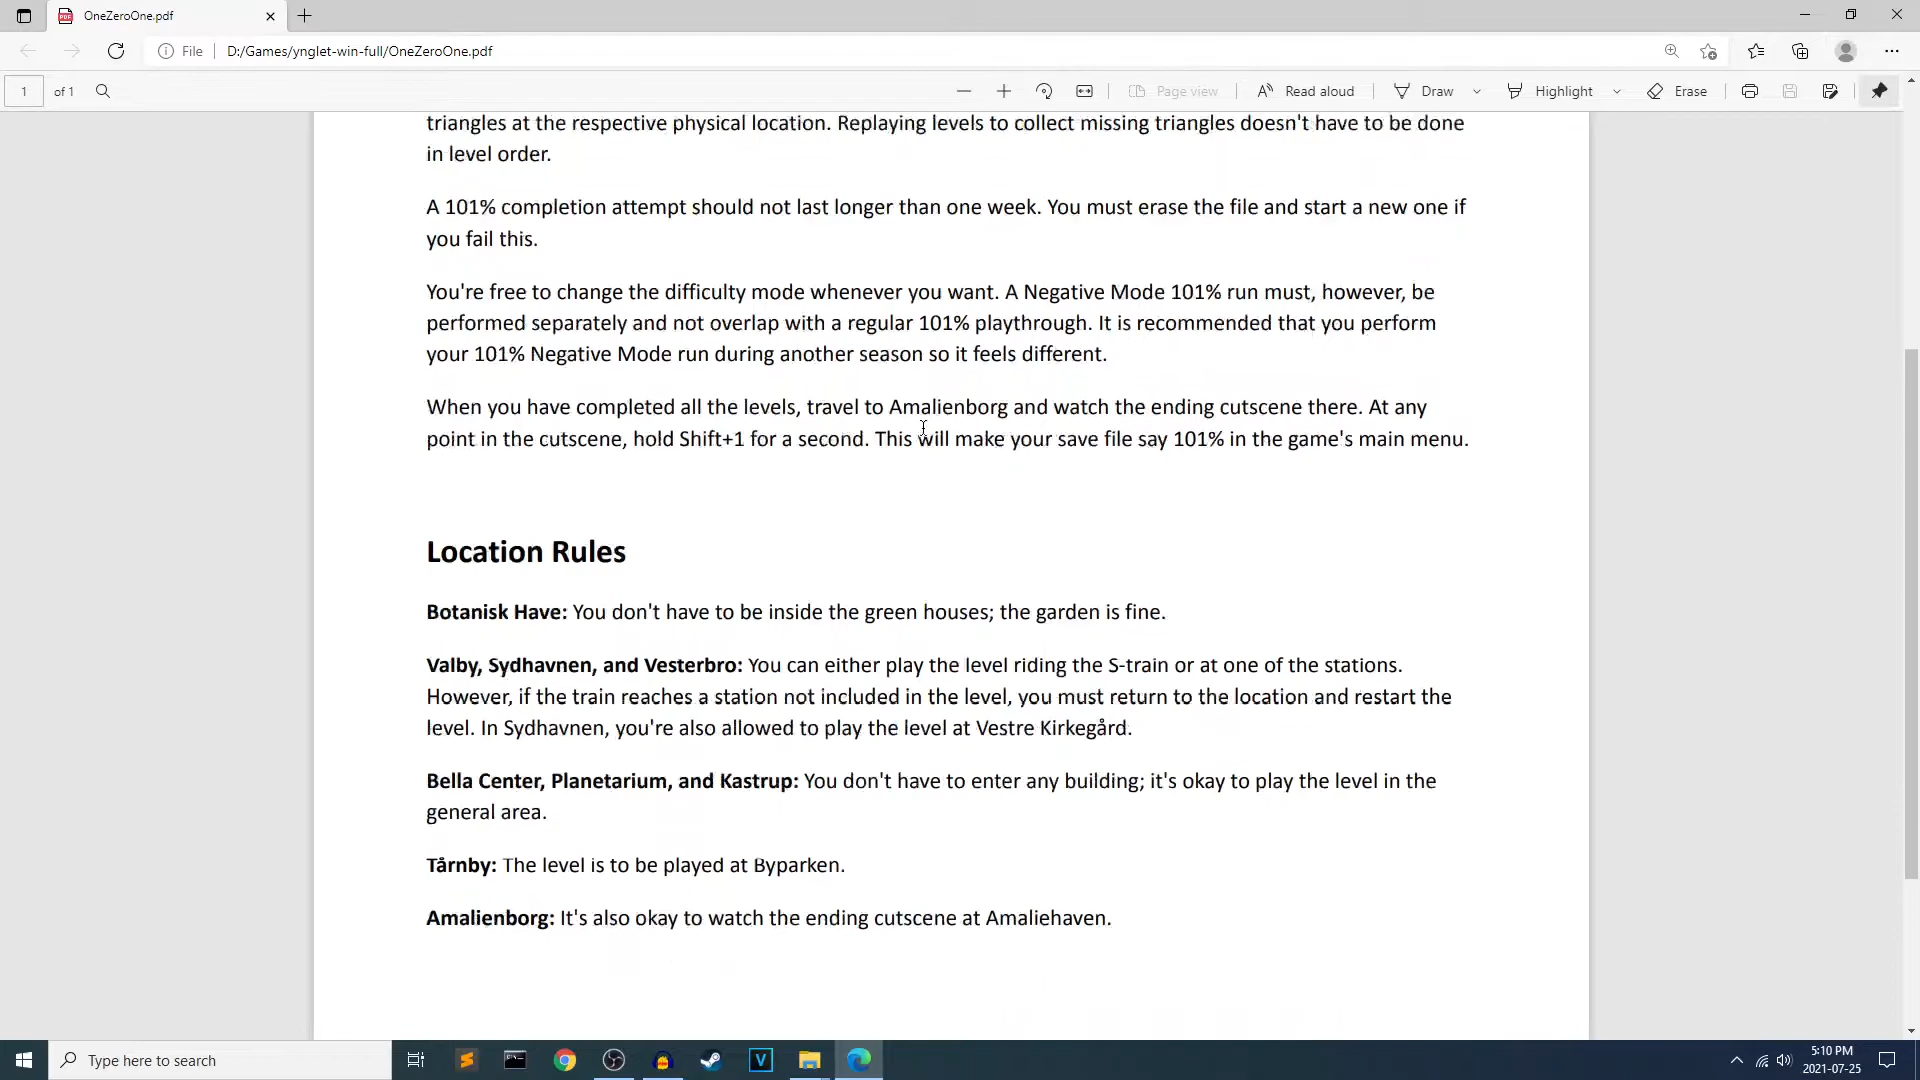 OneZeroOne.pdf
File
D:/Games/ynglet-win-full/OneZeroOne.pdf
1
of 1
Page view
Read aloud
Draw
Highlight
Erase
triangles at the respective physical location. Replaying levels to collect missing triangles doesn't have to be done
in level order.
A 101% completion attempt should not last longer than one week. You must erase the file and start a new one if
you fail this.
You're free to change the difficulty mode whenever you want. A Negative Mode 101% run must, however, be
performed separately and not overlap with a regular 101% playthrough. It is recommended that you perform
your 101% Negative Mode run during another season so it feels different.
When you have completed all the levels, travel to Amalienborg and watch the ending cutscene there. At any
point in the cutscene, hold Shift+1 for a second. This will make your save file say 101% in the game's main menu.
Location Rules
Botanisk Have: You don't have to be inside the green houses; the garden is fine.
Valby, Sydhavnen, and Vesterbro: You can either play the level riding the S-train or at one of the stations.
However, if the train reaches a station not included in the level, you must return to the location and restart the
level. In Sydhavnen, you're also allowed to play the level at Vestre Kirkegård.
Bella Center, Planetarium, and Kastrup: You don't have to enter any building; it's okay to play the level in the
general area.
Tårnby: The level is to be played at Byparken.
Amalienborg: It's also okay to watch the ending cutscene at Amaliehaven.
Type here to search
5:10 PM
2021-07-25